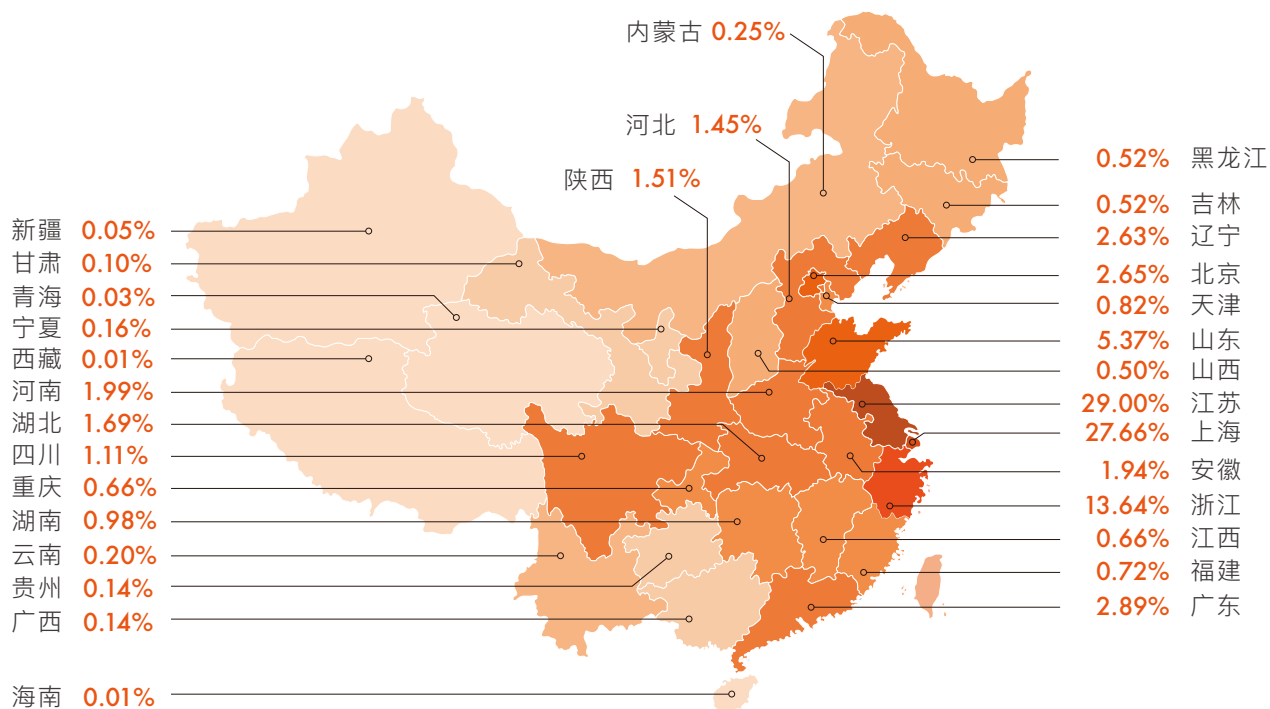 内蒙古 0.25%
河北 1.45%
陕西 1.51%
新疆 0.05%
甘肃 0.10%
青海 0.03%
宁夏 0.16%
西藏 0.01%
河南 1.99%
湖北 1.69%
四川 1.11%
重庆 0.66%
湖南 0.98%
云南 0.20%
贵州 0.14%
广西 0.14%
海南 0.01%
0.52% 黑龙江
0.52% 吉林
2.63% 辽宁
2.65% 北京
0.82% 天津
5.37% 山东
0.50% 山西
29.00% 江苏
27.66% 上海
1.94% 安徽
13.64% 浙江
0.66% 江西
0.72% 福建
2.89% 广东